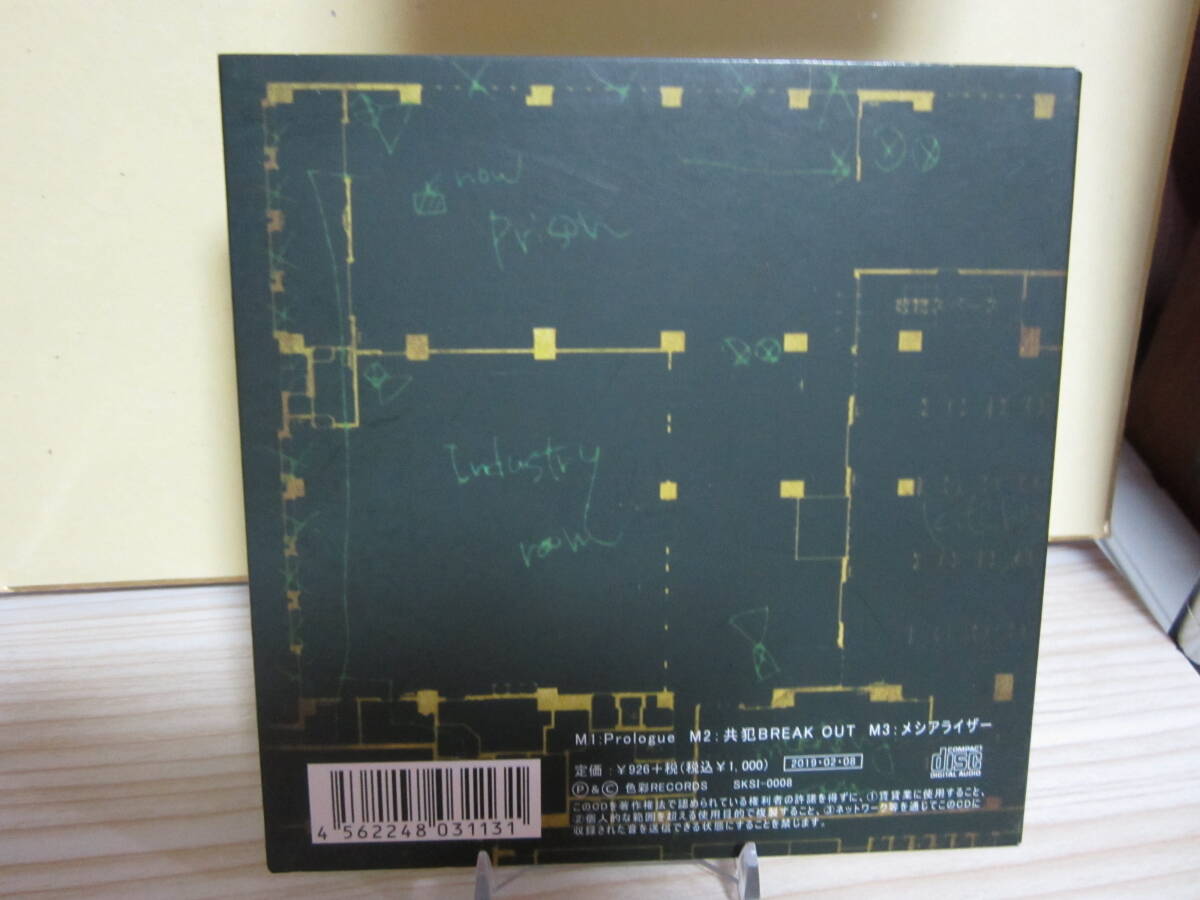 now
Prison
Industry
room
M1:Prologue M2:共犯BREAK OUT M3:メシアライザー
定価:¥926+税(税込¥1,000) 2019・02・08
COMPACT
disc
DIGITAL AUDIO
Ⓟ&Ⓒ 色彩RECORDS SKSI-0008
このCDを著作権法で認められている権利者の許諾を得ずに、①賃貸業に使用すること、
②個人的な範囲を超える使用目的で複製すること、③ネットワーク等を通じてこのCDに
収録された音を送信できる状態にすることを禁じます。
4 562248 031131